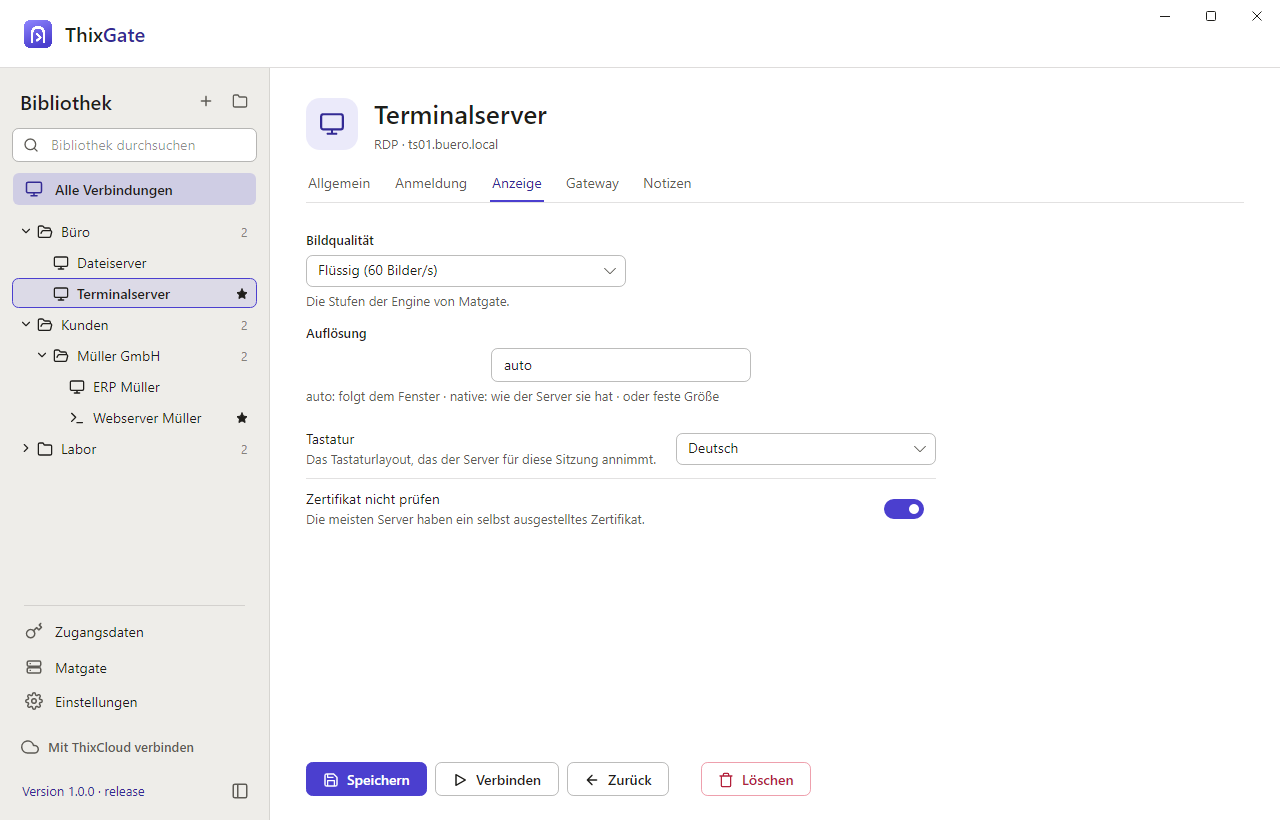 ThixGate
Bibliothek
Bibliothek durchsuchen
Alle Verbindungen
Büro 2
Dateiserver
Terminalserver
Kunden 2
Müller GmbH 2
ERP Müller
Webserver Müller
Labor 2
Zugangsdaten
Matgate
Einstellungen
Mit ThixCloud verbinden
Version 1.0.0 · release
Terminalserver
RDP · ts01.buero.local
Allgemein Anmeldung Anzeige Gateway Notizen
Bildqualität
Flüssig (60 Bilder/s)
Die Stufen der Engine von Matgate.
Auflösung
auto
auto: folgt dem Fenster · native: wie der Server sie hat · oder feste Größe
Tastatur
Das Tastaturlayout, das der Server für diese Sitzung annimmt.
Deutsch
Zertifikat nicht prüfen
Die meisten Server haben ein selbst ausgestelltes Zertifikat.
Speichern Verbinden Zurück Löschen